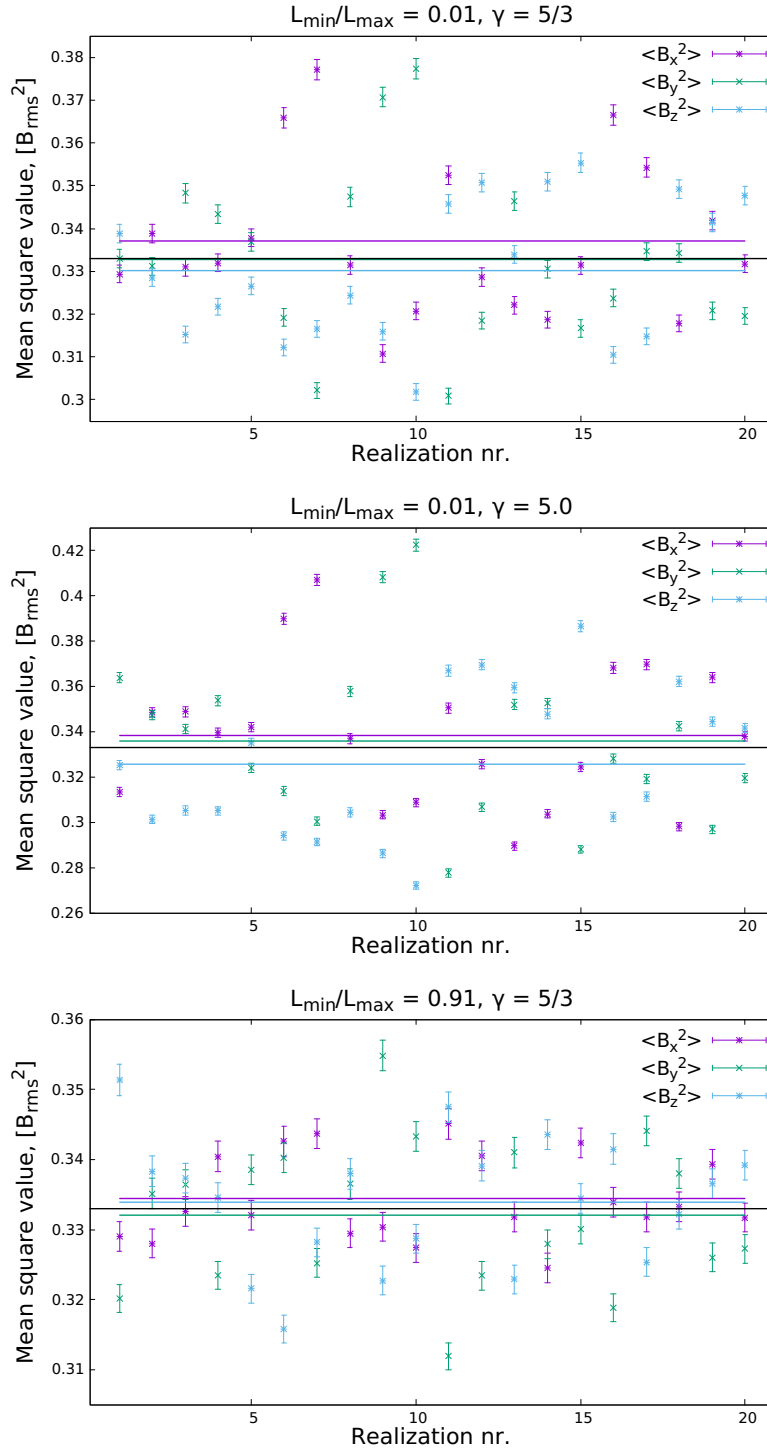 L_min/L_max = 0.01, γ = 5/3
Mean square value, [B_rms^2]
0.38
0.37
0.36
0.35
0.34
0.33
0.32
0.31
0.3
<B_x^2>
<B_y^2>
<B_z^2>
5 10 15 20
Realization nr.
L_min/L_max = 0.01, γ = 5.0
Mean square value, [B_rms^2]
0.42
0.4
0.38
0.36
0.34
0.32
0.3
0.28
0.26
<B_x^2>
<B_y^2>
<B_z^2>
5 10 15 20
Realization nr.
L_min/L_max = 0.91, γ = 5/3
Mean square value, [B_rms^2]
0.36
0.35
0.34
0.33
0.32
0.31
<B_x^2>
<B_y^2>
<B_z^2>
5 10 15 20
Realization nr.